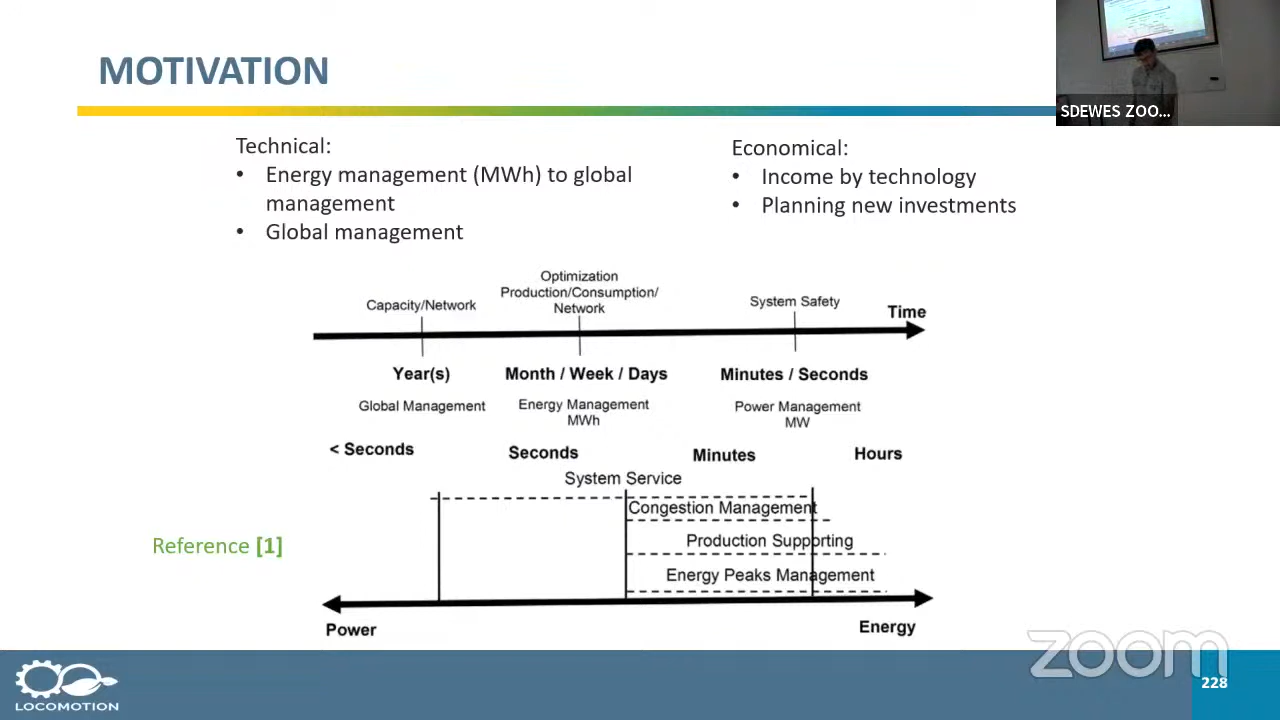 MOTIVATION
SDEWES ZOO...
Technical:
• Energy management (MWh) to global
management
• Global management
Economical:
• Income by technology
• Planning new investments
Capacity/Network
Optimization
Production/Consumption/
Network
System Safety
Time
Year(s)
Month / Week / Days
Minutes / Seconds
Global Management
Energy Management
MWh
Power Management
MW
< Seconds
Seconds
Minutes
Hours
System Service
Congestion Management
Production Supporting
Energy Peaks Management
Reference [1]
Power
Energy
zoom
LOCOMOTION
228